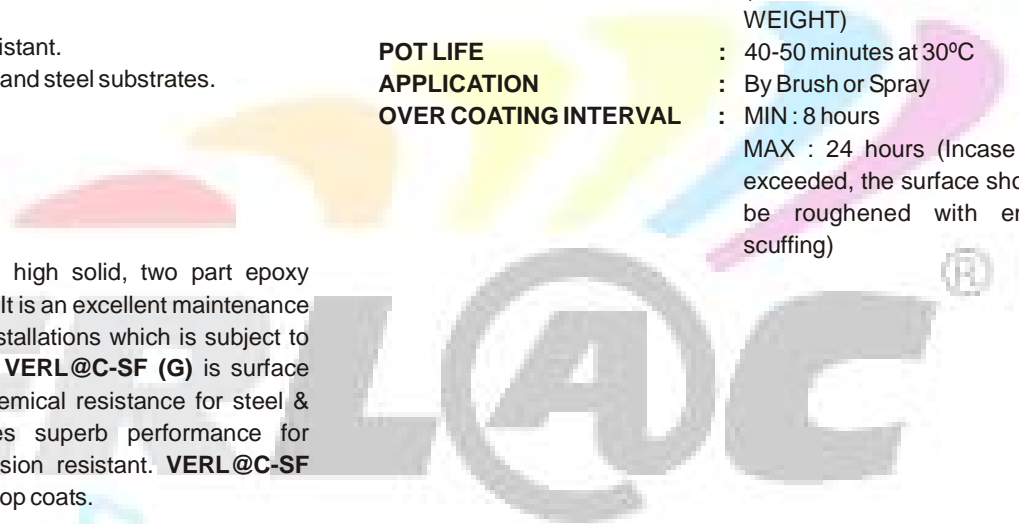 istant.
and steel substrates.
high solid, two part epoxy
It is an excellent maintenance
stallations which is subject to
VERL@C-SF (G) is surface
emical resistance for steel &
es superb performance for
sion resistant. VERL@C-SF
op coats.
WEIGHT)
POT LIFE : 40-50 minutes at 30ºC
APPLICATION : By Brush or Spray
OVER COATING INTERVAL : MIN : 8 hours
MAX : 24 hours (Incase
exceeded, the surface sho
be roughened with e
scuffing)
ERL@C ®